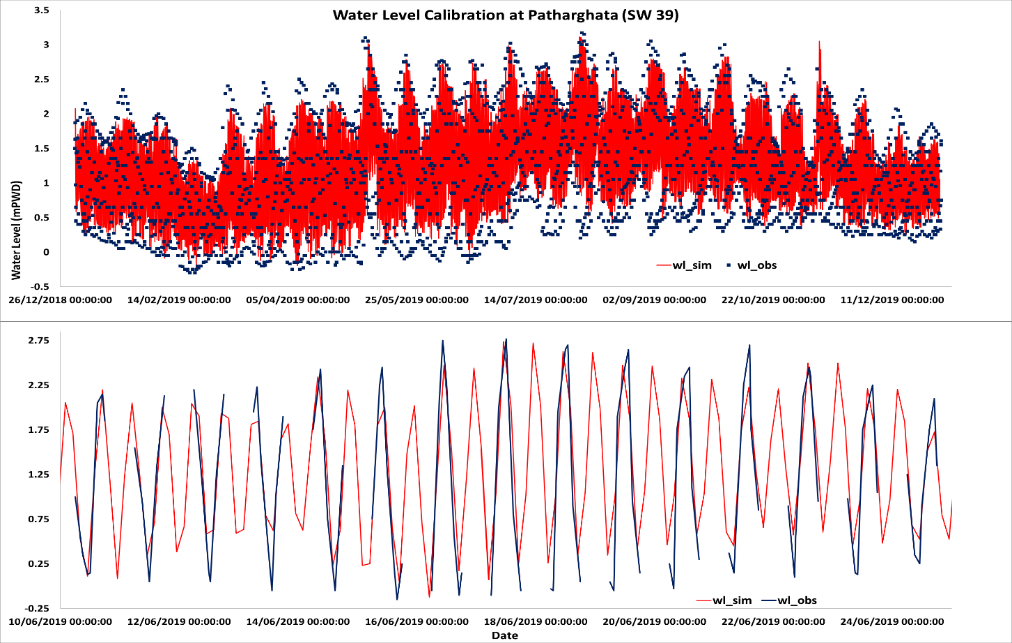 Water Level Calibration at Patharghata (SW 39)
3.5
3
2.5
2
1.5
1
0.5
0
-0.5
Water Level (mPWD)
wl_sim wl_obs
26/12/2018 00:00:00 14/02/2019 00:00:00 05/04/2019 00:00:00 25/05/2019 00:00:00 14/07/2019 00:00:00 02/09/2019 00:00:00 22/10/2019 00:00:00 11/12/2019 00:00:00
2.75
2.25
1.75
1.25
0.75
0.25
-0.25
wl_sim wl_obs
10/06/2019 00:00:00 12/06/2019 00:00:00 14/06/2019 00:00:00 16/06/2019 00:00:00 18/06/2019 00:00:00 20/06/2019 00:00:00 22/06/2019 00:00:00 24/06/2019 00:00:00
Date